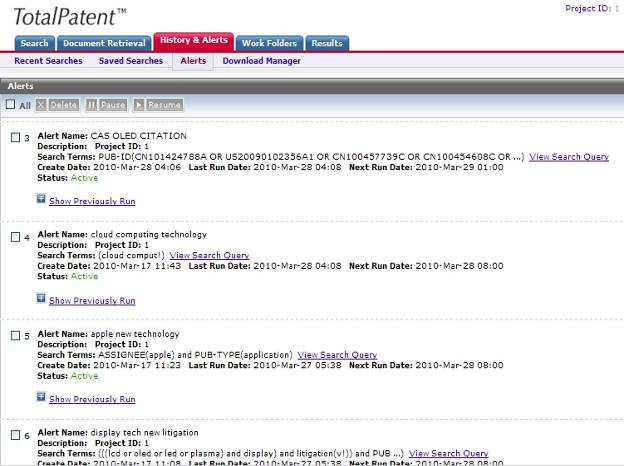 TotalPatent™
Project ID: 1
Search Document Retrieval History & Alerts Work Folders Results
Recent Searches Saved Searches Alerts Download Manager
Alerts
All Delete Pause Resume
3 Alert Name: CAS OLED CITATION
Description: Project ID: 1
Search Terms: PUB-ID(CN101424788A OR US20090102356A1 OR CN100457739C OR CN100454608C OR ...) View Search Query
Create Date: 2010-Mar-28 04:06 Last Run Date: 2010-Mar-28 04:08 Next Run Date: 2010-Mar-29 01:00
Status: Active
Show Previously Run
4 Alert Name: cloud computing technology
Description: Project ID: 1
Search Terms: (cloud comput!) View Search Query
Create Date: 2010-Mar-17 11:43 Last Run Date: 2010-Mar-28 04:08 Next Run Date: 2010-Mar-28 08:00
Status: Active
Show Previously Run
5 Alert Name: apple new technology
Description: Project ID: 1
Search Terms: ASSIGNEE(apple) and PUB-TYPE(application) View Search Query
Create Date: 2010-Mar-17 11:23 Last Run Date: 2010-Mar-27 05:38 Next Run Date: 2010-Mar-28 08:00
Status: Active
Show Previously Run
6 Alert Name: display tech new litigation
Description: Project ID: 1
Search Terms: (((lcd or oled or led or plasma) and display) and litigation(v!)) and PUB ...) View Search Query
Create Date: 2010-Mar-17 11:08 Last Run Date: 2010-Mar-27 05:38 Next Run Date: 2010-Mar-28 08:00